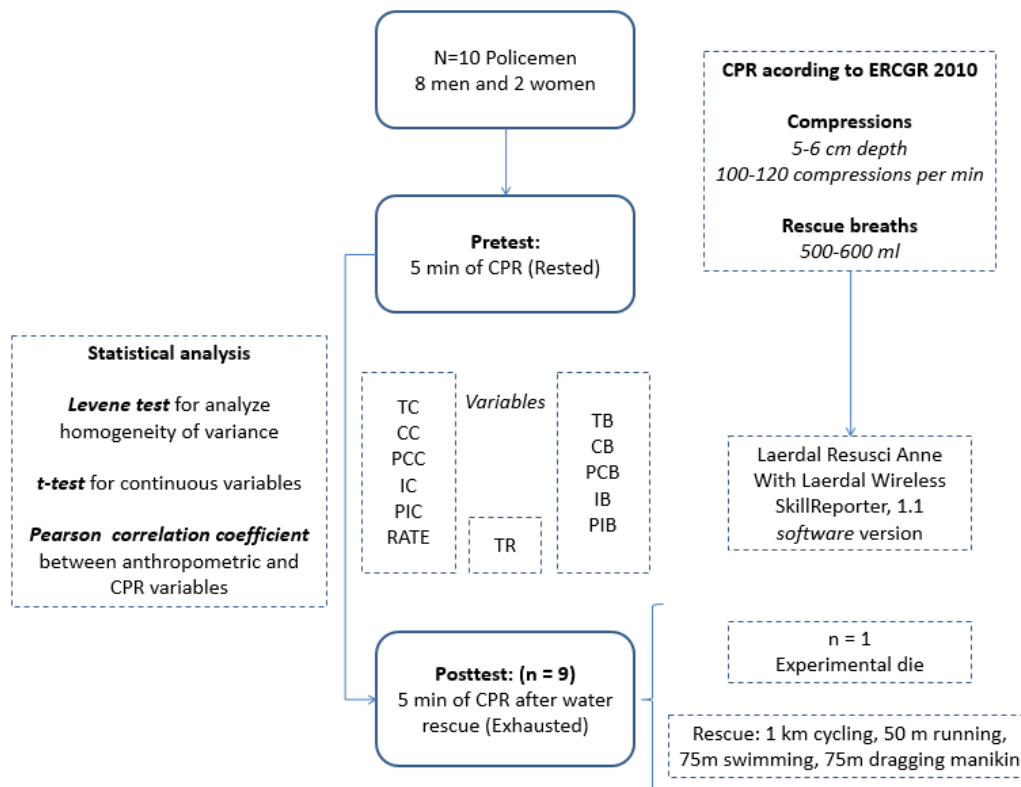 N=10 Policemen
8 men and 2 women
CPR acording to ERCGR 2010
Compressions
5-6 cm depth
100-120 compressions per min
Rescue breaths
500-600 ml
Pretest:
5 min of CPR (Rested)
Statistical analysis
Levene test for analyze
homogeneity of variance
t-test for continuous variables
Pearson correlation coefficient
between anthropometric and
CPR variables
Variables
TC
CC
PCC
IC
PIC
RATE
TR
TB
CB
PCB
IB
PIB
Laerdal Resusci Anne
With Laerdal Wireless
SkillReporter, 1.1
software version
Posttest: (n = 9)
5 min of CPR after water
rescue (Exhausted)
n = 1
Experimental die
Rescue: 1 km cycling, 50 m running,
75m swimming, 75m dragging manikin